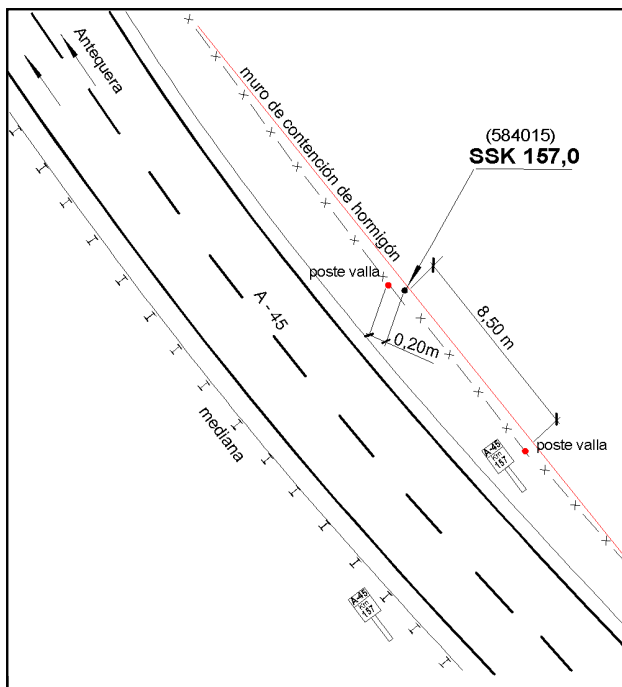 Antequera
muro de contención de hormigón
(584015)
SSK 157,0
poste valla
8,50 m
A - 45
0,20m
mediana
poste valla
A-45
Km
157
A-45
Km
157